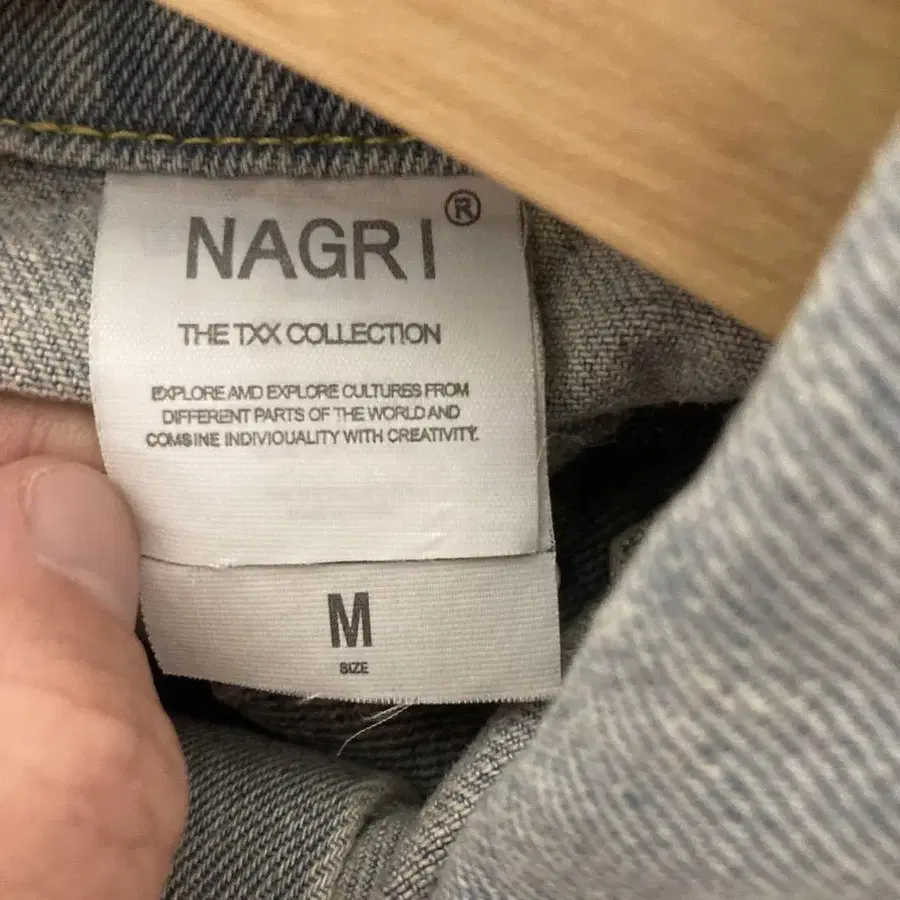 NAGRI®
THE TXX COLLECTION
EXPLORE AMD EXPLORE CULTURES FROM
DIFFERENT PARTS OF THE WORLD AND
COMSINE INDIVIOUALITY WITH CREATIVITY.
M
SIZE